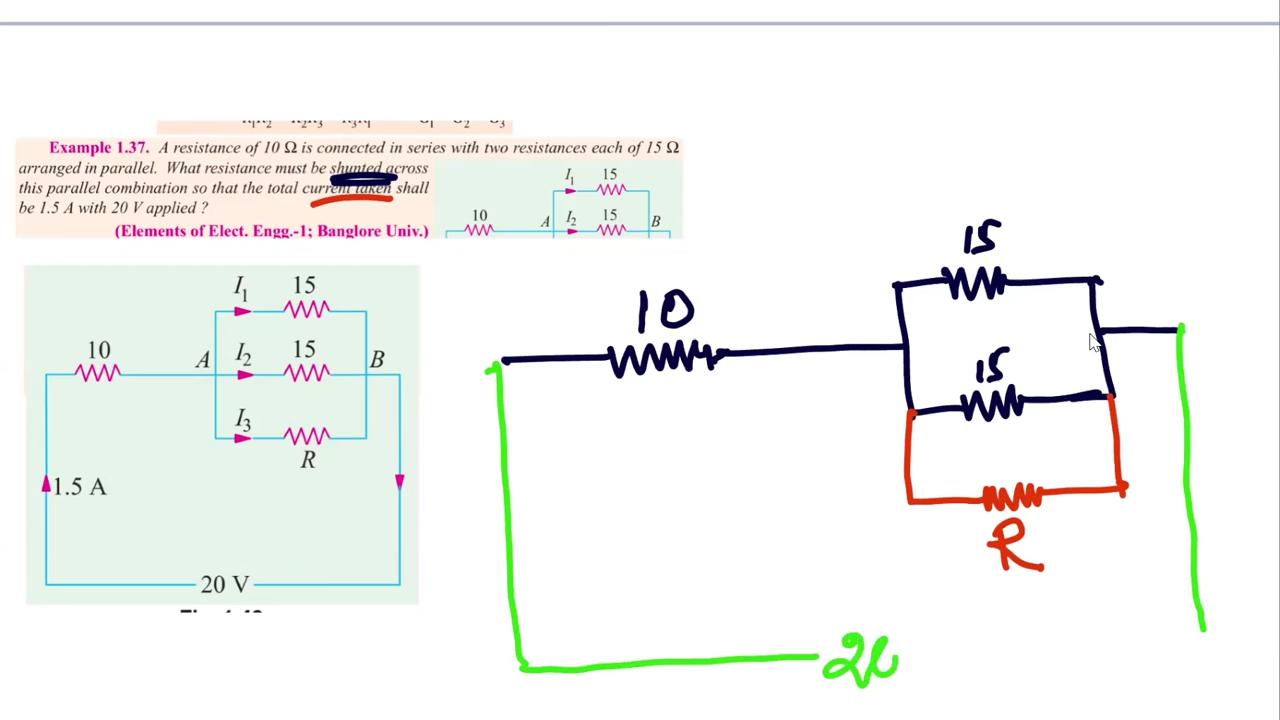 Example 1.37. A resistance of 10 Ω is connected in series with two resistances each of 15 Ω
arranged in parallel. What resistance must be shunted across
this parallel combination so that the total current taken shall
be 1.5 A with 20 V applied ?
(Elements of Elect. Engg.-1; Banglore Univ.)
I1 15
10 A I2 15 B
I1 15
10 A I2 15 B
I3
R
1.5 A
20 V
15
10
15
R